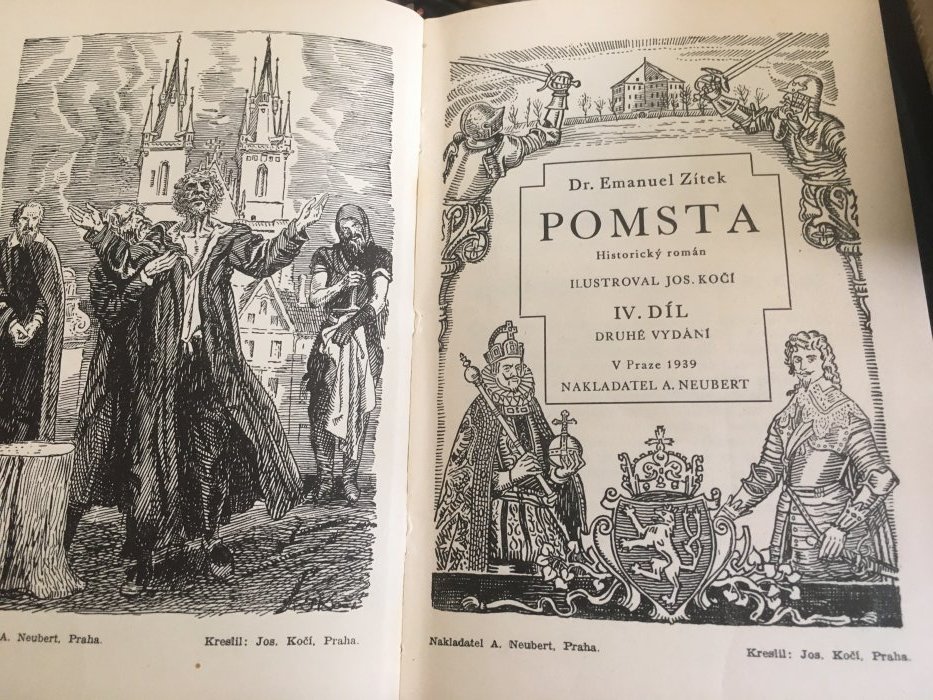 A. Neubert, Praha.
Kreslil: Jos. Kočí, Praha.
Dr. Emanuel Zítek
POMSTA
Historický román
ILUSTROVAL JOS. KOČÍ
IV. DÍL
DRUHÉ VYDÁNÍ
V Praze 1939
NAKLADATEL A. NEUBERT
Nakladatel A. Neubert, Praha.
Kreslil: Jos. Kočí, Praha.